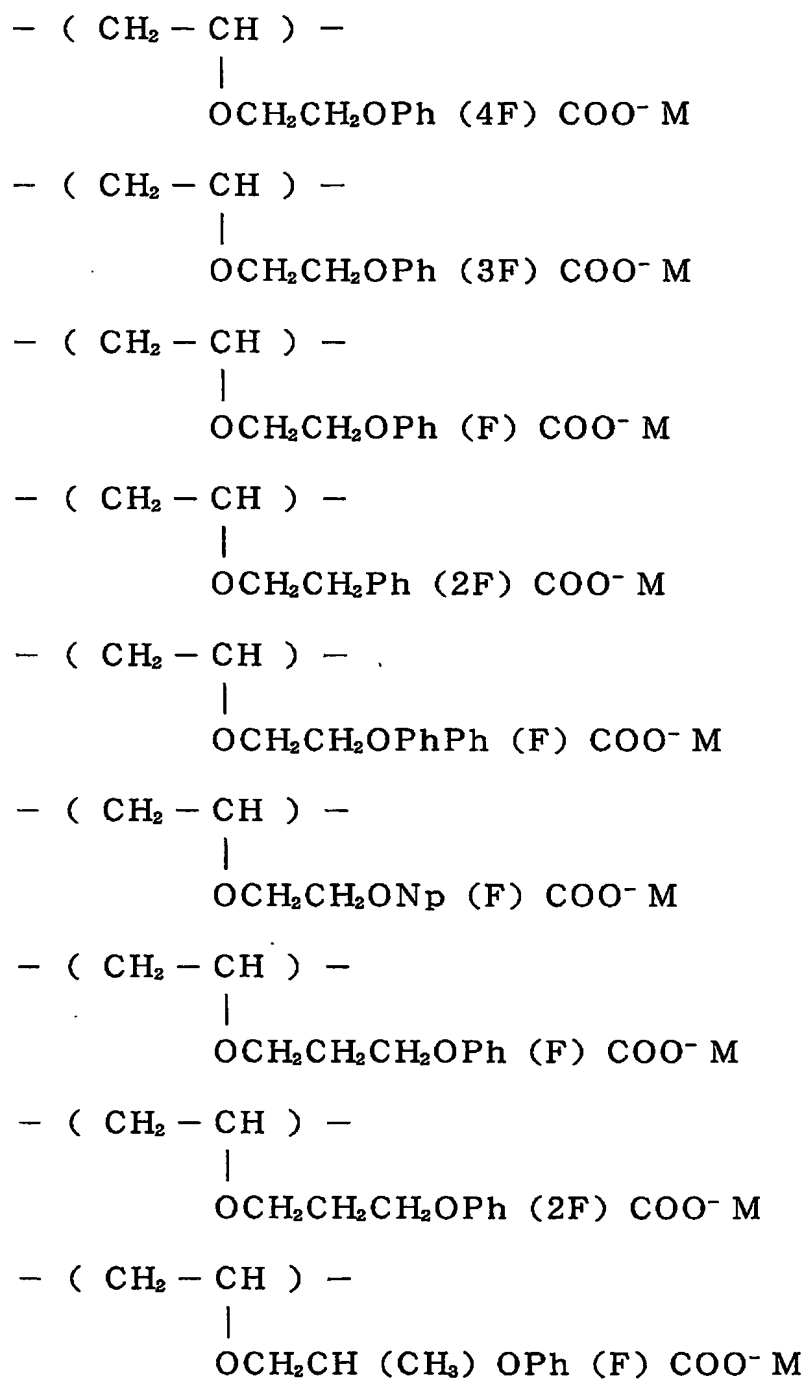 − ( CH₂ − CH ) −
|
OCH₂CH₂OPh (4F) COO⁻ M
− ( CH₂ − CH ) −
|
OCH₂CH₂OPh (3F) COO⁻ M
− ( CH₂ − CH ) −
|
OCH₂CH₂OPh (F) COO⁻ M
− ( CH₂ − CH ) −
|
OCH₂CH₂Ph (2F) COO⁻ M
− ( CH₂ − CH ) −
|
OCH₂CH₂OPhPh (F) COO⁻ M
− ( CH₂ − CH ) −
|
OCH₂CH₂ONp (F) COO⁻ M
− ( CH₂ − CH ) −
|
OCH₂CH₂CH₂OPh (F) COO⁻ M
− ( CH₂ − CH ) −
|
OCH₂CH₂CH₂OPh (2F) COO⁻ M
− ( CH₂ − CH ) −
|
OCH₂CH (CH₃) OPh (F) COO⁻ M